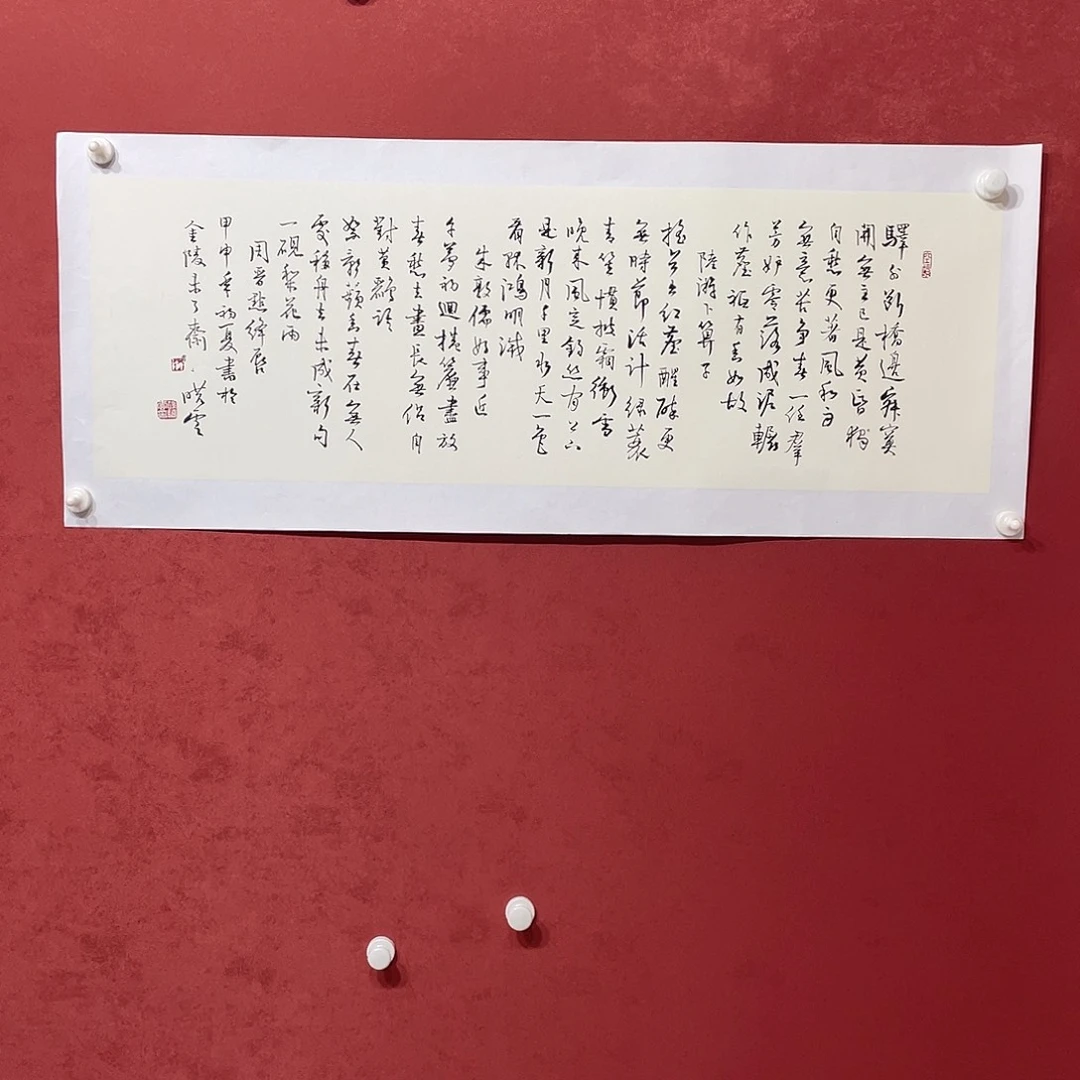 驛外斷橋邊寂寞
開無主已是黃昏獨
自愁更著風和雨
無意苦爭春一任羣
芳妒零落成泥輾
作塵祇有香如故
陸游卜算子
搖首出紅塵醒醉更
無時節活計綠蓑
青笠慣披霜衝雪
晚來風定釣絲閒上下
是新月千里水天一色
看孤鴻明滅
朱敦儒好事近
午夢初迴捲簾盡放
春愁去晝長無侶自
對黃鸝語
絮影蘋香春在無人
處移舟去未成新句
一硯梨花雨
周晉點絳唇
甲申年初夏書於
金陵未了齋